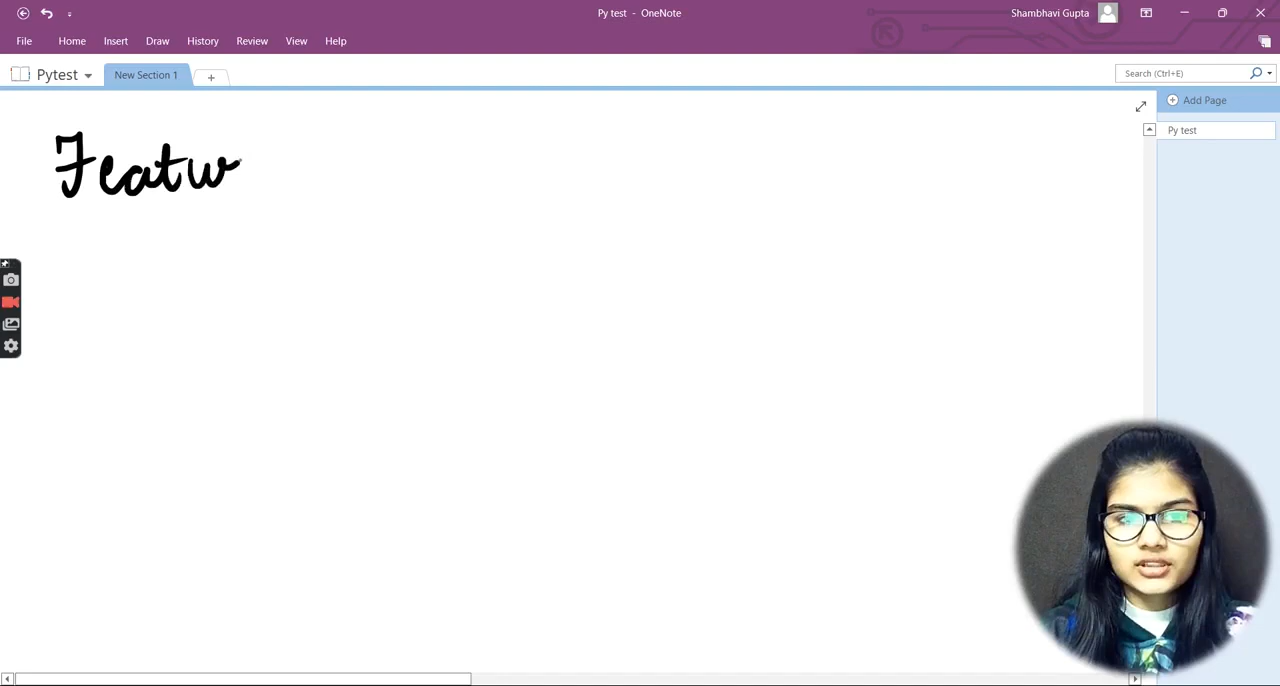 Py test - OneNote
Shambhavi Gupta
File Home Insert Draw History Review View Help
Pytest
New Section 1
+
Search (Ctrl+E)
Add Page
Py test
Featu